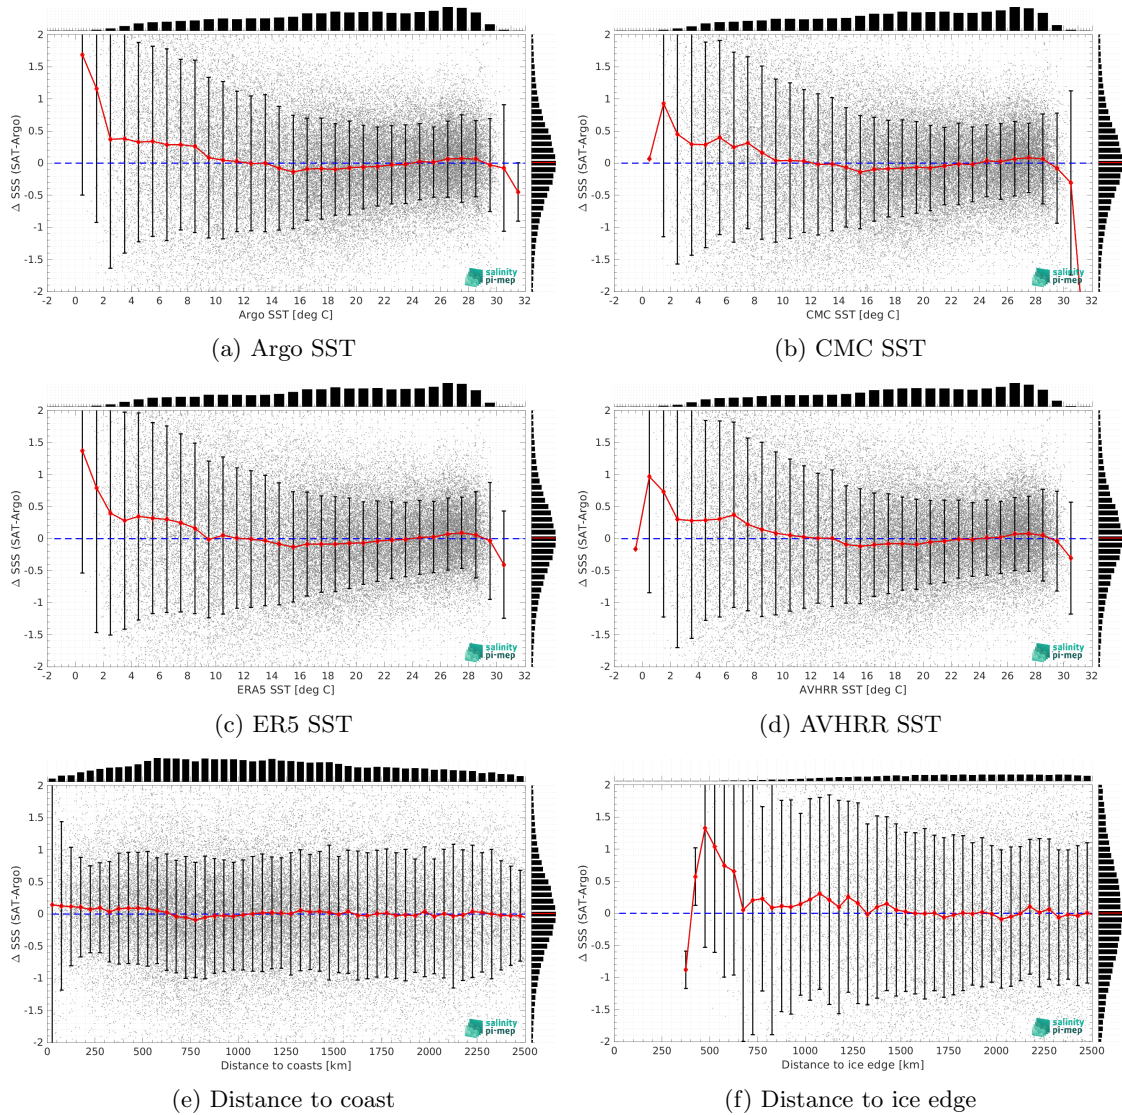 2
1.5
1
0.5
0
-0.5
-1
-1.5
-2
Δ SSS (SAT-Argo)
salinity
pi-mep
-2 0 2 4 6 8 10 12 14 16 18 20 22 24 26 28 30 32
Argo SST [deg C]
(a) Argo SST
2
1.5
1
0.5
0
-0.5
-1
-1.5
-2
Δ SSS (SAT-Argo)
salinity
pi-mep
-2 0 2 4 6 8 10 12 14 16 18 20 22 24 26 28 30 32
CMC SST [deg C]
(b) CMC SST
2
1.5
1
0.5
0
-0.5
-1
-1.5
-2
Δ SSS (SAT-Argo)
salinity
pi-mep
-2 0 2 4 6 8 10 12 14 16 18 20 22 24 26 28 30 32
ERA5 SST [deg C]
(c) ER5 SST
2
1.5
1
0.5
0
-0.5
-1
-1.5
-2
Δ SSS (SAT-Argo)
salinity
pi-mep
-2 0 2 4 6 8 10 12 14 16 18 20 22 24 26 28 30 32
AVHRR SST [deg C]
(d) AVHRR SST
2
1.5
1
0.5
0
-0.5
-1
-1.5
-2
Δ SSS (SAT-Argo)
salinity
pi-mep
0 250 500 750 1000 1250 1500 1750 2000 2250 2500
Distance to coasts [km]
(e) Distance to coast
2
1.5
1
0.5
0
-0.5
-1
-1.5
-2
Δ SSS (SAT-Argo)
salinity
pi-mep
0 250 500 750 1000 1250 1500 1750 2000 2250 2500
Distance to ice edge [km]
(f) Distance to ice edge